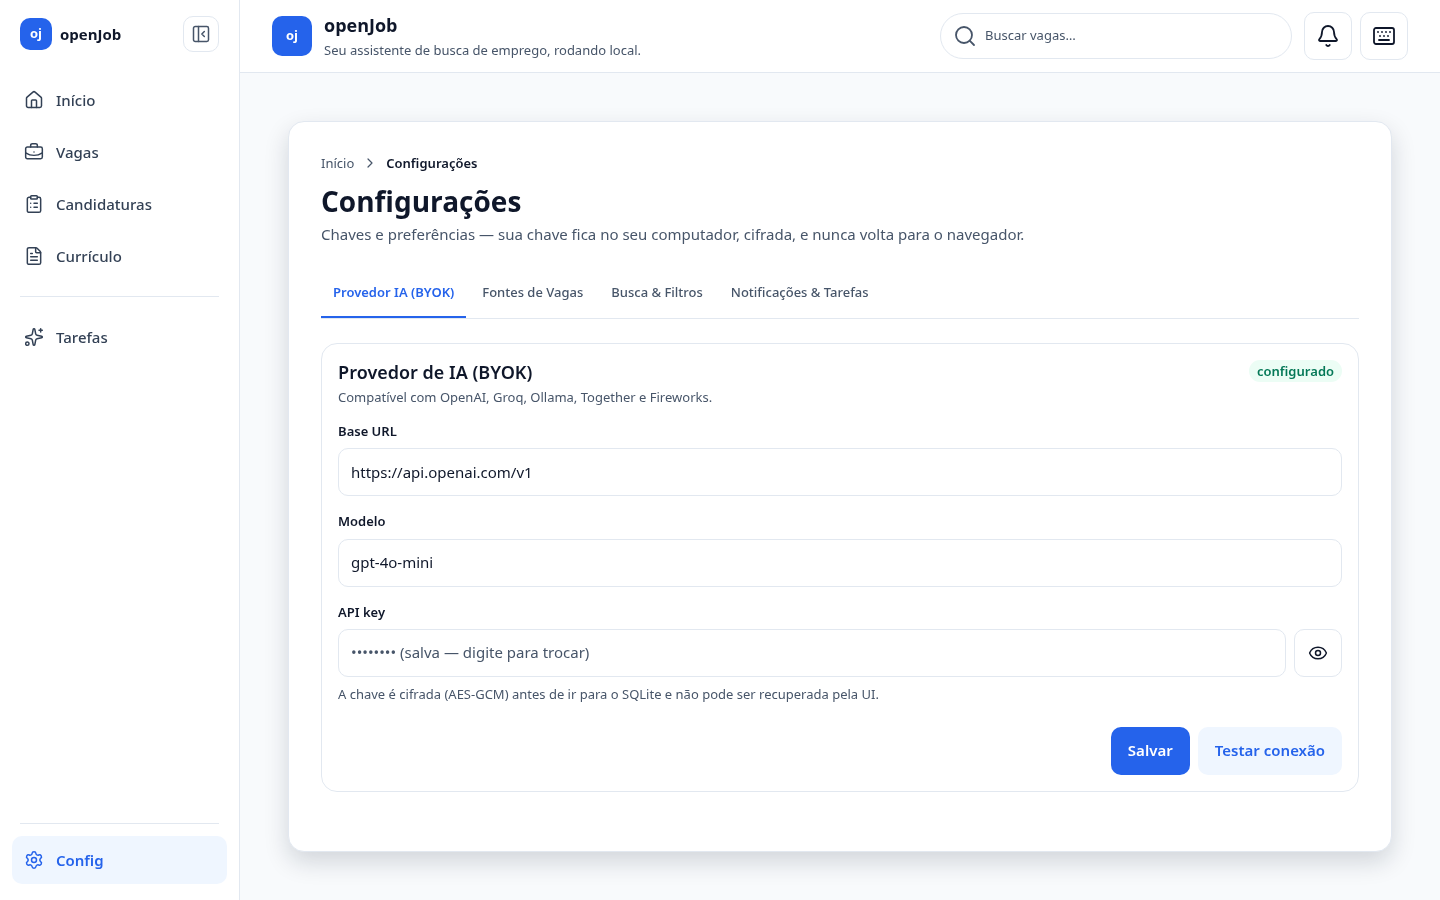 oj
openJob
Início
Vagas
Candidaturas
Currículo
Tarefas
Config
oj
openJob
Seu assistente de busca de emprego, rodando local.
Buscar vagas...
Início > Configurações
Configurações
Chaves e preferências — sua chave fica no seu computador, cifrada, e nunca volta para o navegador.
Provedor IA (BYOK) Fontes de Vagas Busca & Filtros Notificações & Tarefas
Provedor de IA (BYOK)
configurado
Compatível com OpenAI, Groq, Ollama, Together e Fireworks.
Base URL
https://api.openai.com/v1
Modelo
gpt-4o-mini
API key
•••••••• (salva — digite para trocar)
A chave é cifrada (AES-GCM) antes de ir para o SQLite e não pode ser recuperada pela UI.
Salvar
Testar conexão